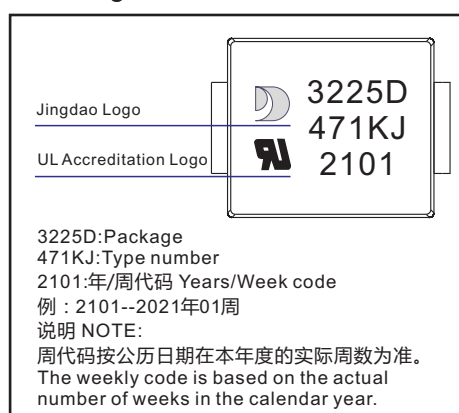 Jingdao Logo
UL Accreditation Logo
3225D
471KJ
2101
3225D:Package
471KJ:Type number
2101:年/周代码 Years/Week code
例：2101--2021年01周
说明 NOTE:
周代码按公历日期在本年度的实际周数为准。
The weekly code is based on the actual
number of weeks in the calendar year.